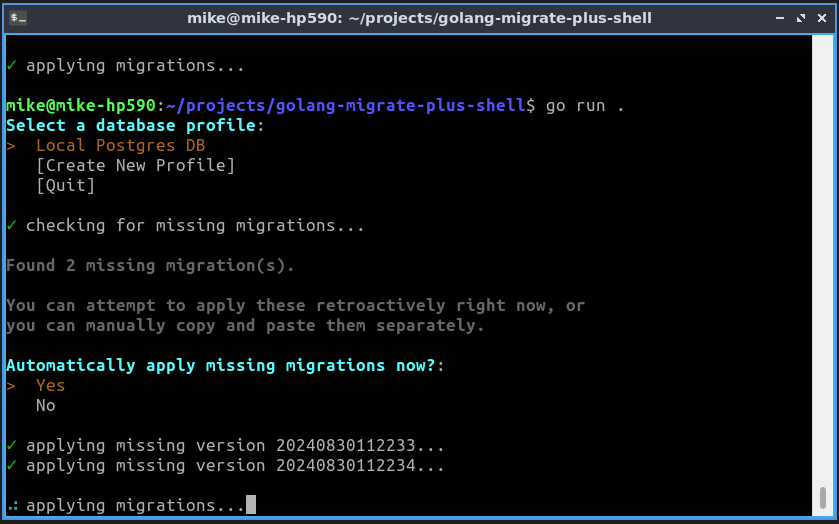 mike@mike-hp590: ~/projects/golang-migrate-plus-shell
✓ applying migrations...
mike@mike-hp590:~/projects/golang-migrate-plus-shell$ go run .
Select a database profile:
>  Local Postgres DB
[Create New Profile]
[Quit]
✓ checking for missing migrations...
Found 2 missing migration(s).
You can attempt to apply these retroactively right now, or
you can manually copy and paste them separately.
Automatically apply missing migrations now?:
>  Yes
No
✓ applying missing version 20240830112233...
✓ applying missing version 20240830112234...
applying migrations...